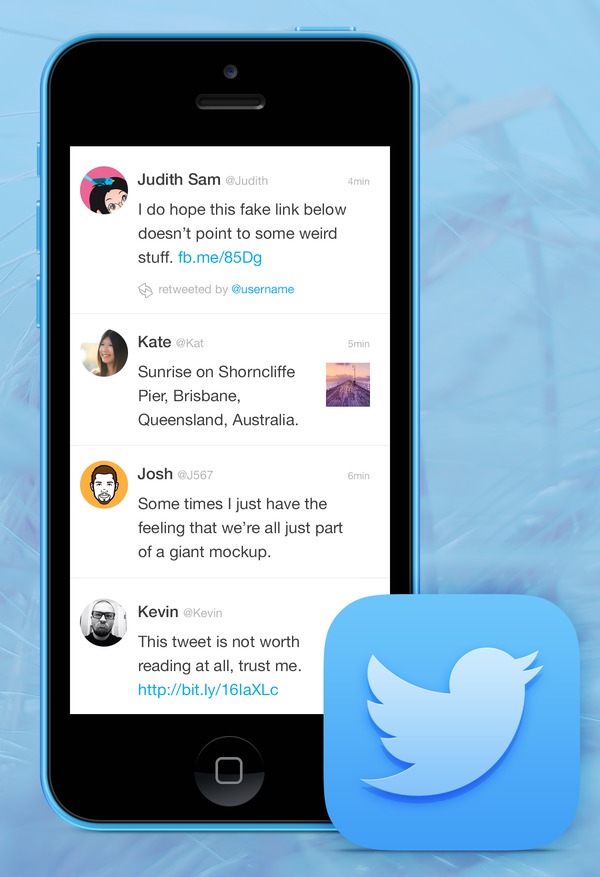 Judith Sam @Judith 4min
I do hope this fake link below
doesn't point to some weird
stuff. fb.me/85Dg
retweeted by @username
Kate @Kat 5min
Sunrise on Shorncliffe
Pier, Brisbane,
Queensland, Australia.
Josh @J567 6min
Some times I just have the
feeling that we're all just part
of a giant mockup.
Kevin @Kevin
This tweet is not worth
reading at all, trust me.
http://bit.ly/16laXLc